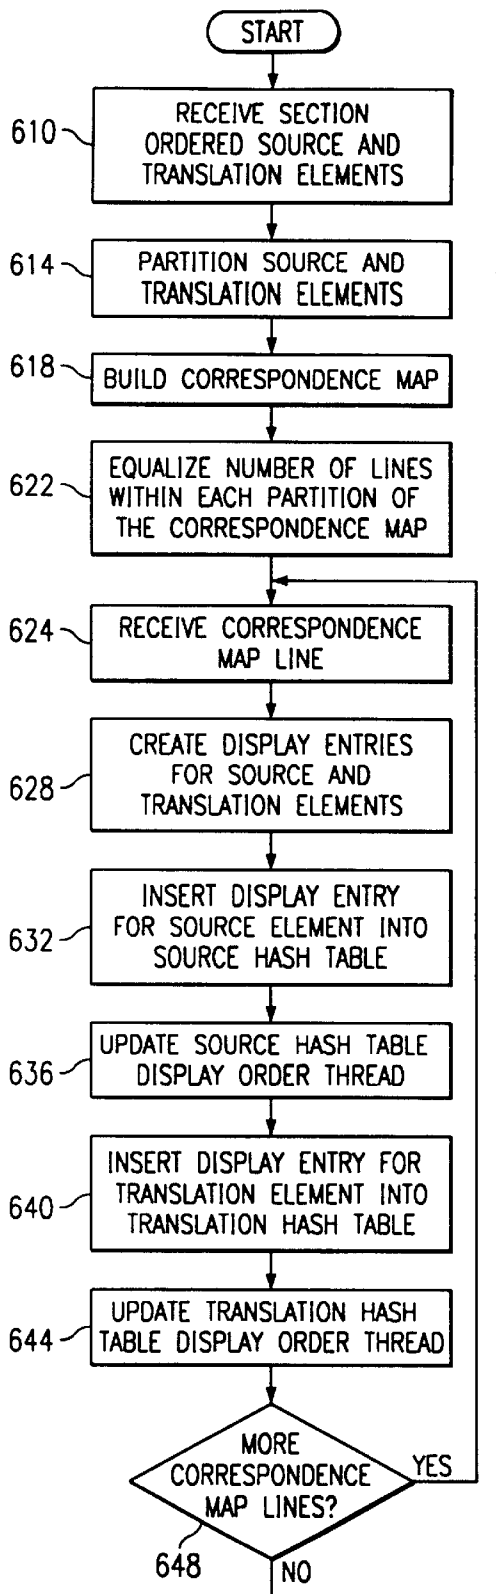 START
610
RECEIVE SECTION
ORDERED SOURCE AND
TRANSLATION ELEMENTS
614
PARTITION SOURCE AND
TRANSLATION ELEMENTS
618
BUILD CORRESPONDENCE MAP
622
EQUALIZE NUMBER OF LINES
WITHIN EACH PARTITION OF
THE CORRESPONDENCE MAP
624
RECEIVE CORRESPONDENCE
MAP LINE
628
CREATE DISPLAY ENTRIES
FOR SOURCE AND
TRANSLATION ELEMENTS
632
INSERT DISPLAY ENTRY
FOR SOURCE ELEMENT INTO
SOURCE HASH TABLE
636
UPDATE SOURCE HASH TABLE
DISPLAY ORDER THREAD
640
INSERT DISPLAY ENTRY FOR
TRANSLATION ELEMENT INTO
TRANSLATION HASH TABLE
644
UPDATE TRANSLATION HASH
TABLE DISPLAY ORDER THREAD
MORE
CORRESPONDENCE
MAP LINES?
YES
648
NO